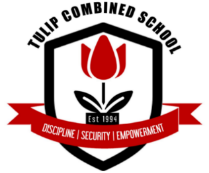 TULIP COMBINED SCHOOL
Est 1994
DISCIPLINE | SECURITY | EMPOWERMENT